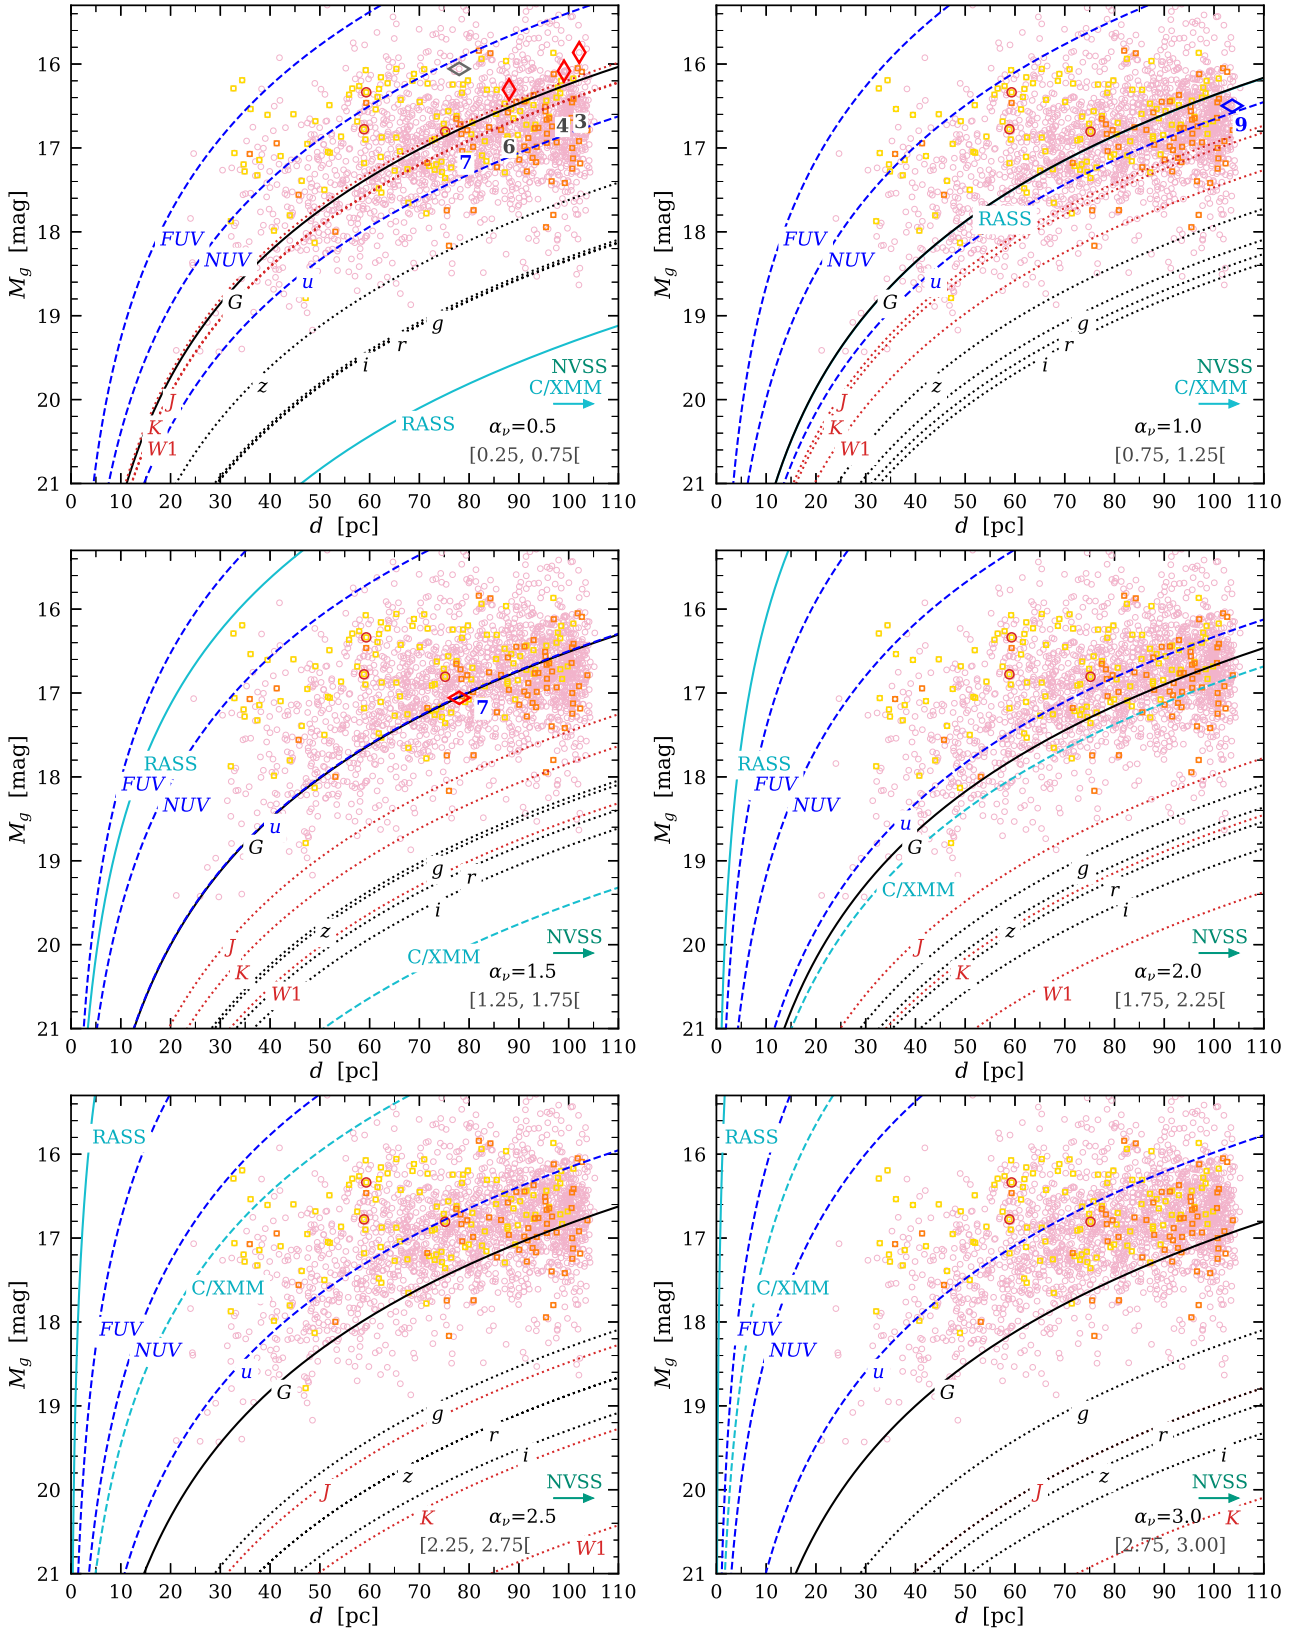 16
17
18
19
20
21
M_g [mag]
FUV
NUV
u
G
z
g
r
i
J
K
W1
3
4
6
7
NVSS
C/XMM
RASS
α_ν=0.5
[0.25, 0.75[
0 10 20 30 40 50 60 70 80 90 100 110
d [pc]
16
17
18
19
20
21
M_g [mag]
9
RASS
FUV
NUV
u
G
g
r
i
z
J
K
W1
NVSS
C/XMM
α_ν=1.0
[0.75, 1.25[
0 10 20 30 40 50 60 70 80 90 100 110
d [pc]
16
17
18
19
20
21
M_g [mag]
7
RASS
FUV
NUV
u
G
g
r
i
z
J
K
W1
NVSS
C/XMM
α_ν=1.5
[1.25, 1.75[
0 10 20 30 40 50 60 70 80 90 100 110
d [pc]
16
17
18
19
20
21
M_g [mag]
RASS
FUV
NUV
u
G
C/XMM
g
r
i
z
J
K
W1
NVSS
α_ν=2.0
[1.75, 2.25[
0 10 20 30 40 50 60 70 80 90 100 110
d [pc]
16
17
18
19
20
21
M_g [mag]
RASS
C/XMM
FUV
NUV
u
G
g
r
i
z
J
K
W1
NVSS
α_ν=2.5
[2.25, 2.75[
0 10 20 30 40 50 60 70 80 90 100 110
d [pc]
16
17
18
19
20
21
M_g [mag]
RASS
C/XMM
FUV
NUV
u
G
g
r
i
z
J
K
NVSS
α_ν=3.0
[2.75, 3.00]
0 10 20 30 40 50 60 70 80 90 100 110
d [pc]